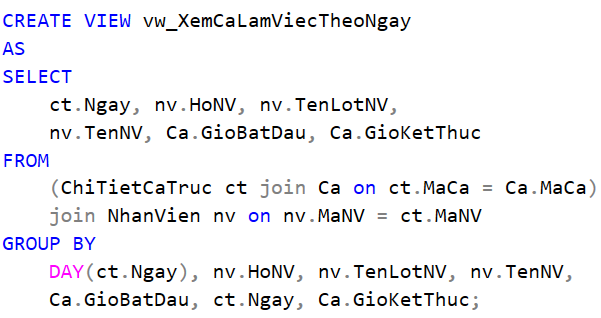 CREATE VIEW vw_XemCaLamViecTheoNgay
AS
SELECT
ct.Ngay, nv.HoNV, nv.TenLotNV,
nv.TenNV, Ca.GioBatDau, Ca.GioKetThuc
FROM
(ChiTietCaTruc ct join Ca on ct.MaCa = Ca.MaCa)
join NhanVien nv on nv.MaNV = ct.MaNV
GROUP BY
DAY(ct.Ngay), nv.HoNV, nv.TenLotNV, nv.TenNV,
Ca.GioBatDau, ct.Ngay, Ca.GioKetThuc;